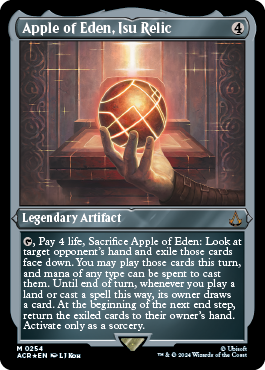 Apple of Eden, Isu Relic 4
Legendary Artifact
, Pay 4 life, Sacrifice Apple of Eden: Look at
target opponent's hand and exile those cards
face down. You may play those cards this turn,
and mana of any type can be spent to cast
them. Until end of turn, whenever you play a
land or cast a spell this way, its owner draws
a card. At the beginning of the next end step,
return the exiled cards to their owner's hand.
Activate only as a sorcery.
M 0254 © Ubisoft
ACR★EN LJ Koh ™ & © 2024 Wizards of the Coast